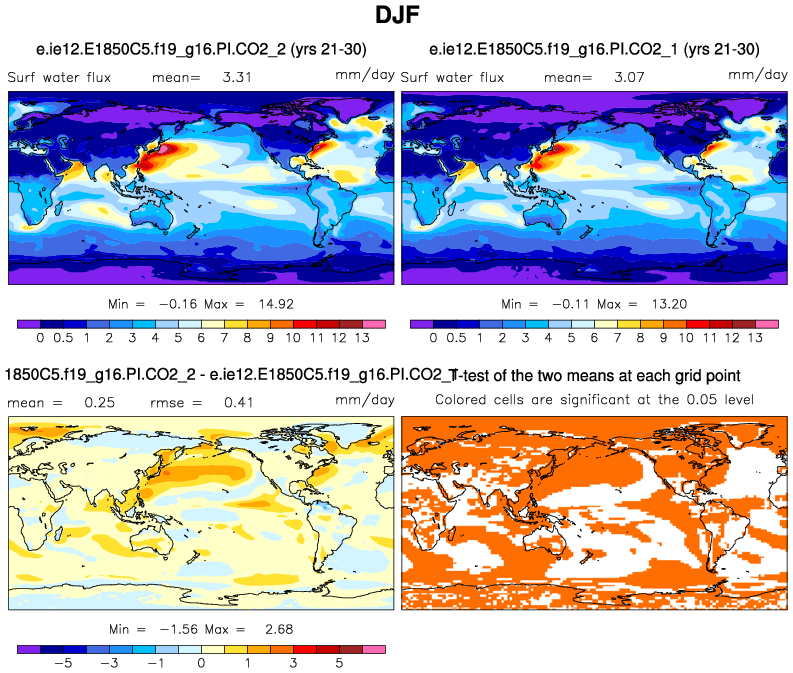 DJF
e.ie12.E1850C5.f19_g16.PI.CO2_2 (yrs 21-30)
Surf water flux mean= 3.31 mm/day
Min = -0.16 Max = 14.92
0 0.5 1 2 3 4 5 6 7 8 9 10 11 12 13
e.ie12.E1850C5.f19_g16.PI.CO2_1 (yrs 21-30)
Surf water flux mean= 3.07 mm/day
Min = -0.11 Max = 13.20
0 0.5 1 2 3 4 5 6 7 8 9 10 11 12 13
1850C5.f19_g16.PI.CO2_2 - e.ie12.E1850C5.f19_g16.PI.CO2_1
mean = 0.25 rmse = 0.41 mm/day
Min = -1.56 Max = 2.68
-5 -3 -1 0 1 3 5
T-test of the two means at each grid point
Colored cells are significant at the 0.05 level